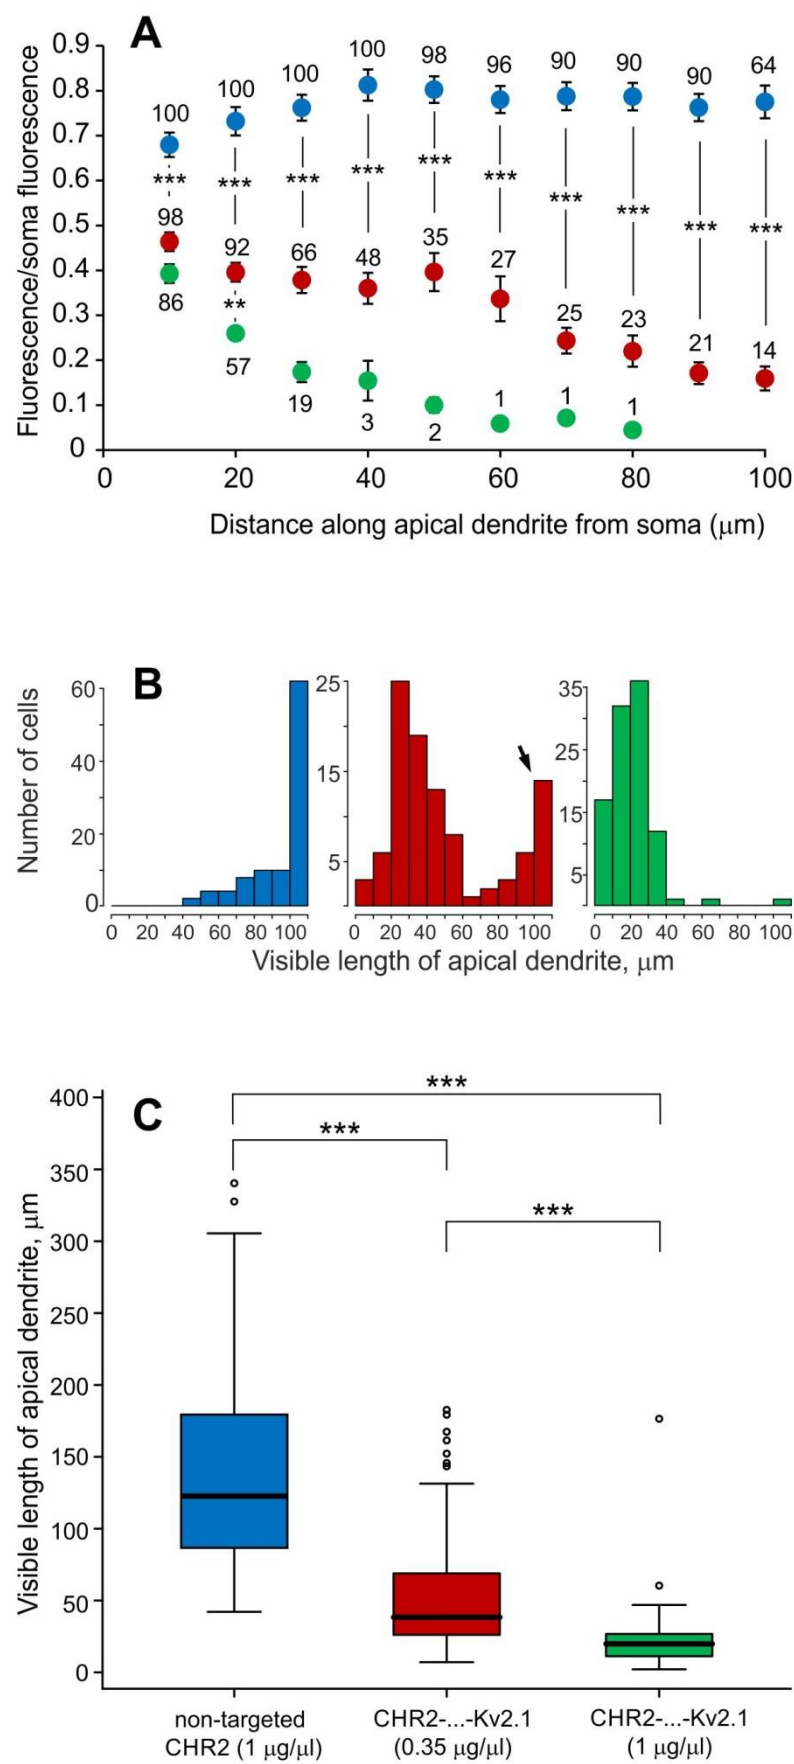 A
Fluorescence/soma fluorescence
0.9
0.8
0.7
0.6
0.5
0.4
0.3
0.2
0.1
0
100 100 100 100 98 96 90 90 90 64
*** *** *** *** *** *** *** *** *** ***
98 92 66 48 35 27 25 23 21 14
**
86 57 19 3 2 1 1 1
0 20 40 60 80 100
Distance along apical dendrite from soma (μm)
B
Number of cells
60
40
20
0
25
15
5
35
25
15
5
0 20 40 60 80 100
0 20 40 60 80 100
0 20 40 60 80 100
Visible length of apical dendrite, μm
C
Visible length of apical dendrite, μm
400
350
300
250
200
150
100
50
0
***
***
***
non-targeted
CHR2 (1 μg/μl)
CHR2-...-Kv2.1
(0.35 μg/μl)
CHR2-...-Kv2.1
(1 μg/μl)